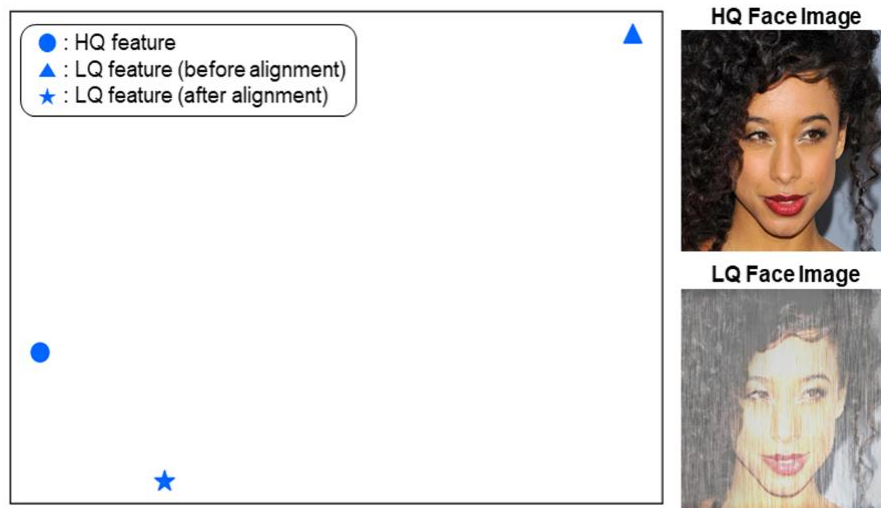 : HQ feature
: LQ feature (before alignment)
: LQ feature (after alignment)
HQ Face Image
LQ Face Image